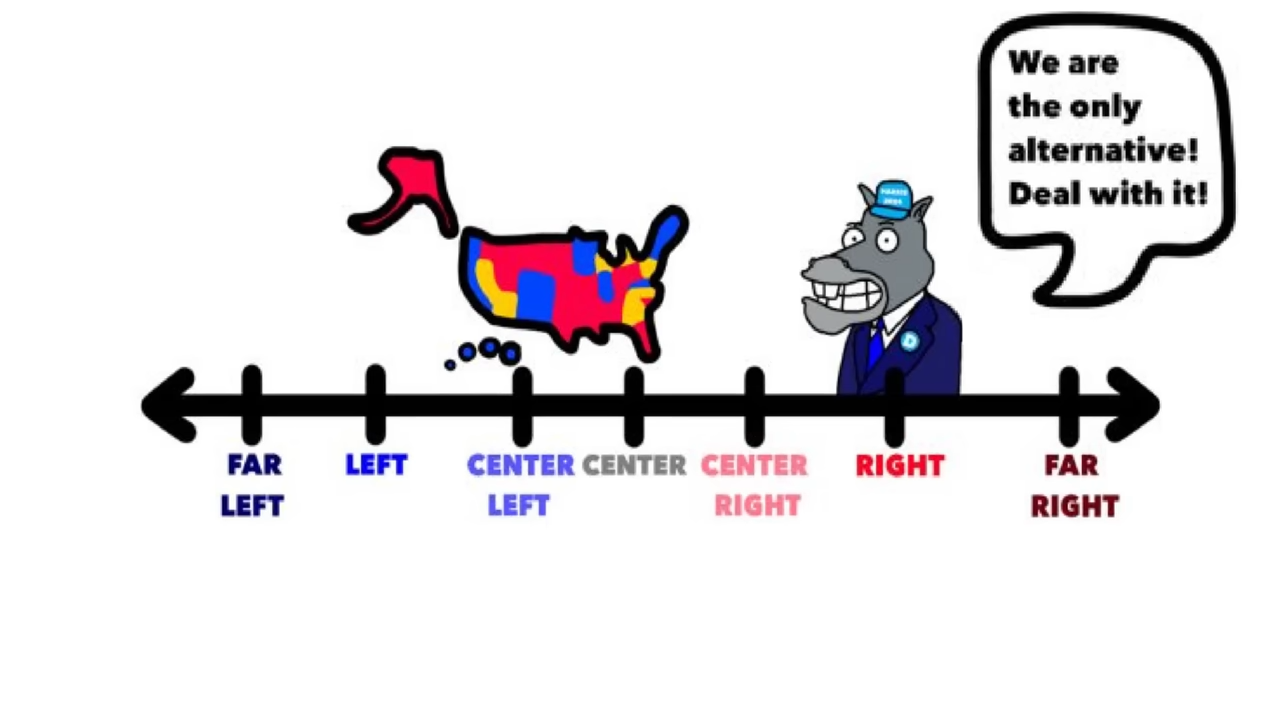 We are
the only
alternative!
Deal with it!
D
FAR
LEFT
LEFT
CENTER
LEFT
CENTER
CENTER
RIGHT
RIGHT
FAR
RIGHT